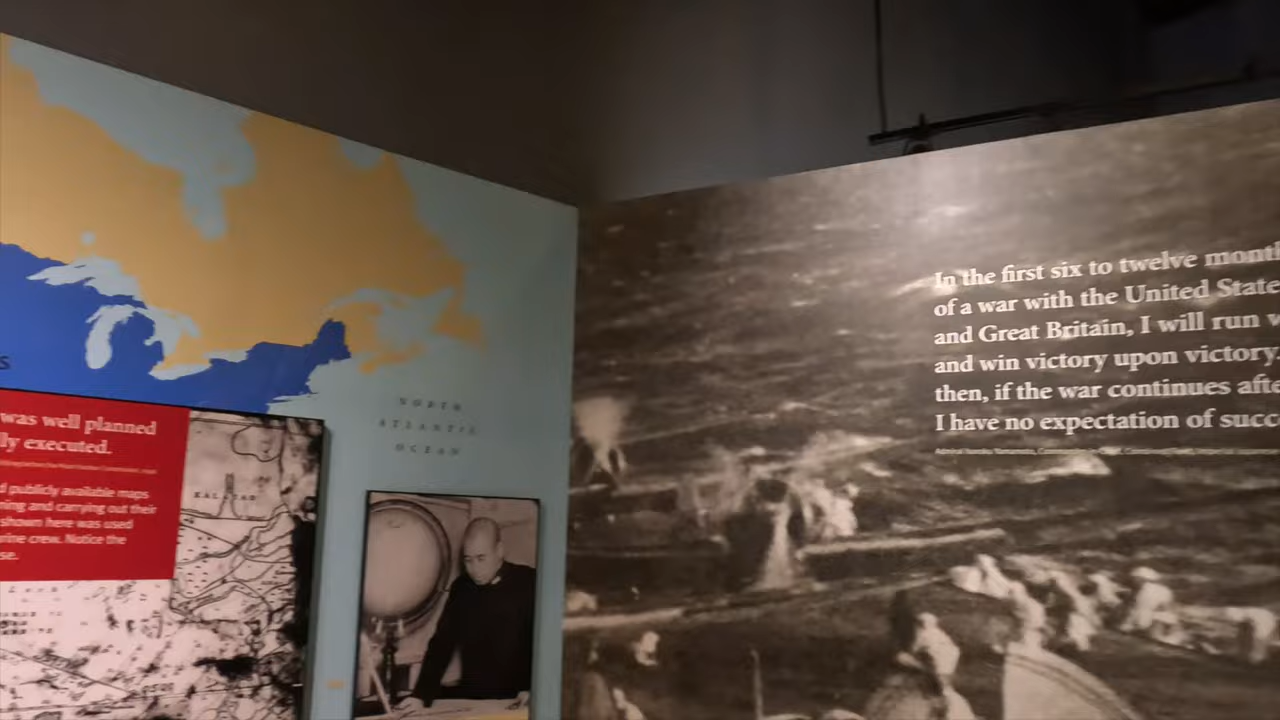 S
was well planned
ly executed.
d publicly available maps
ning and carrying out their
shown here was used
rine crew. Notice the
se.
NORTH
ATLANTIC
OCEAN
In the first six to twelve mont
of a war with the United State
and Great Britain, I will run w
and win victory upon victory.
then, if the war continues afte
I have no expectation of succ